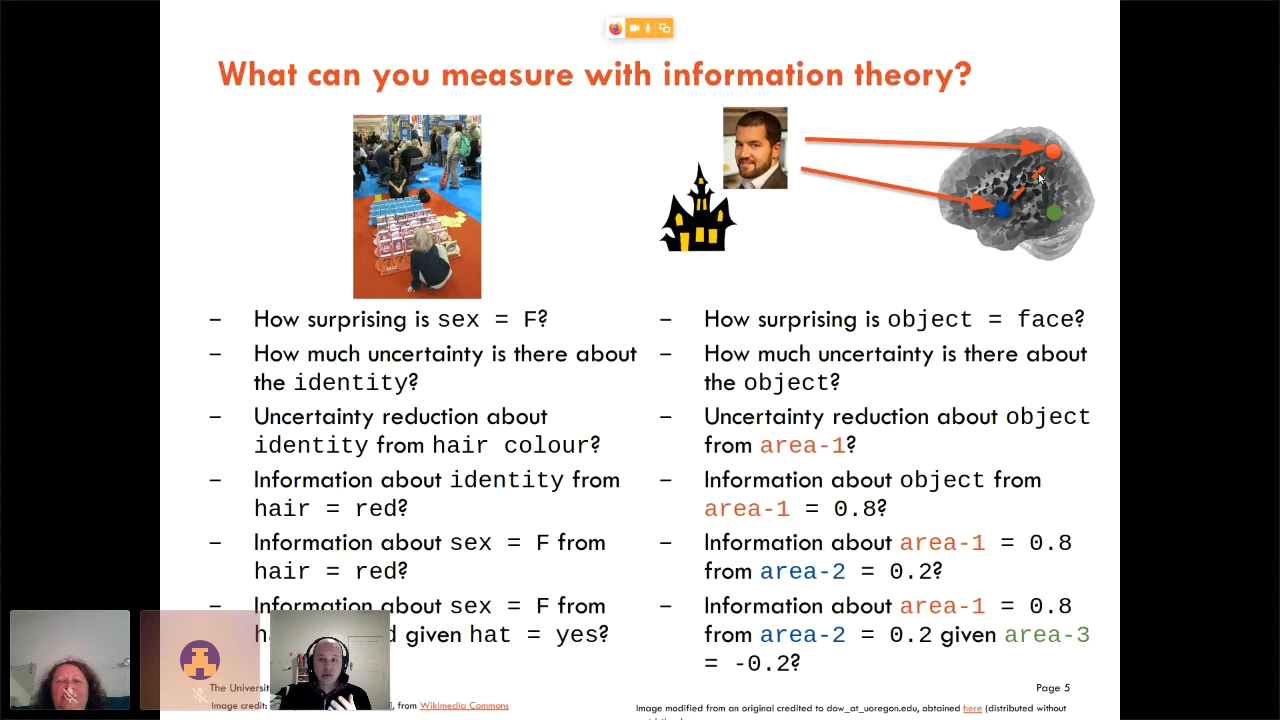 What can you measure with information theory?
– How surprising is sex = F?
– How much uncertainty is there about
the identity?
– Uncertainty reduction about
identity from hair colour?
– Information about identity from
hair = red?
– Information about sex = F from
hair = red?
– Information about sex = F from
given hat = yes?
– How surprising is object = face?
– How much uncertainty is there about
the object?
– Uncertainty reduction about object
from area-1?
– Information about object from
area-1 = 0.8?
– Information about area-1 = 0.8
from area-2 = 0.2?
– Information about area-1 = 0.8
from area-2 = 0.2 given area-3
= -0.2?
The
Page 5
Image credit: , from Wikimedia Commons
Image modified from an original credited to dow_at_uoregon.edu, obtained here (distributed without